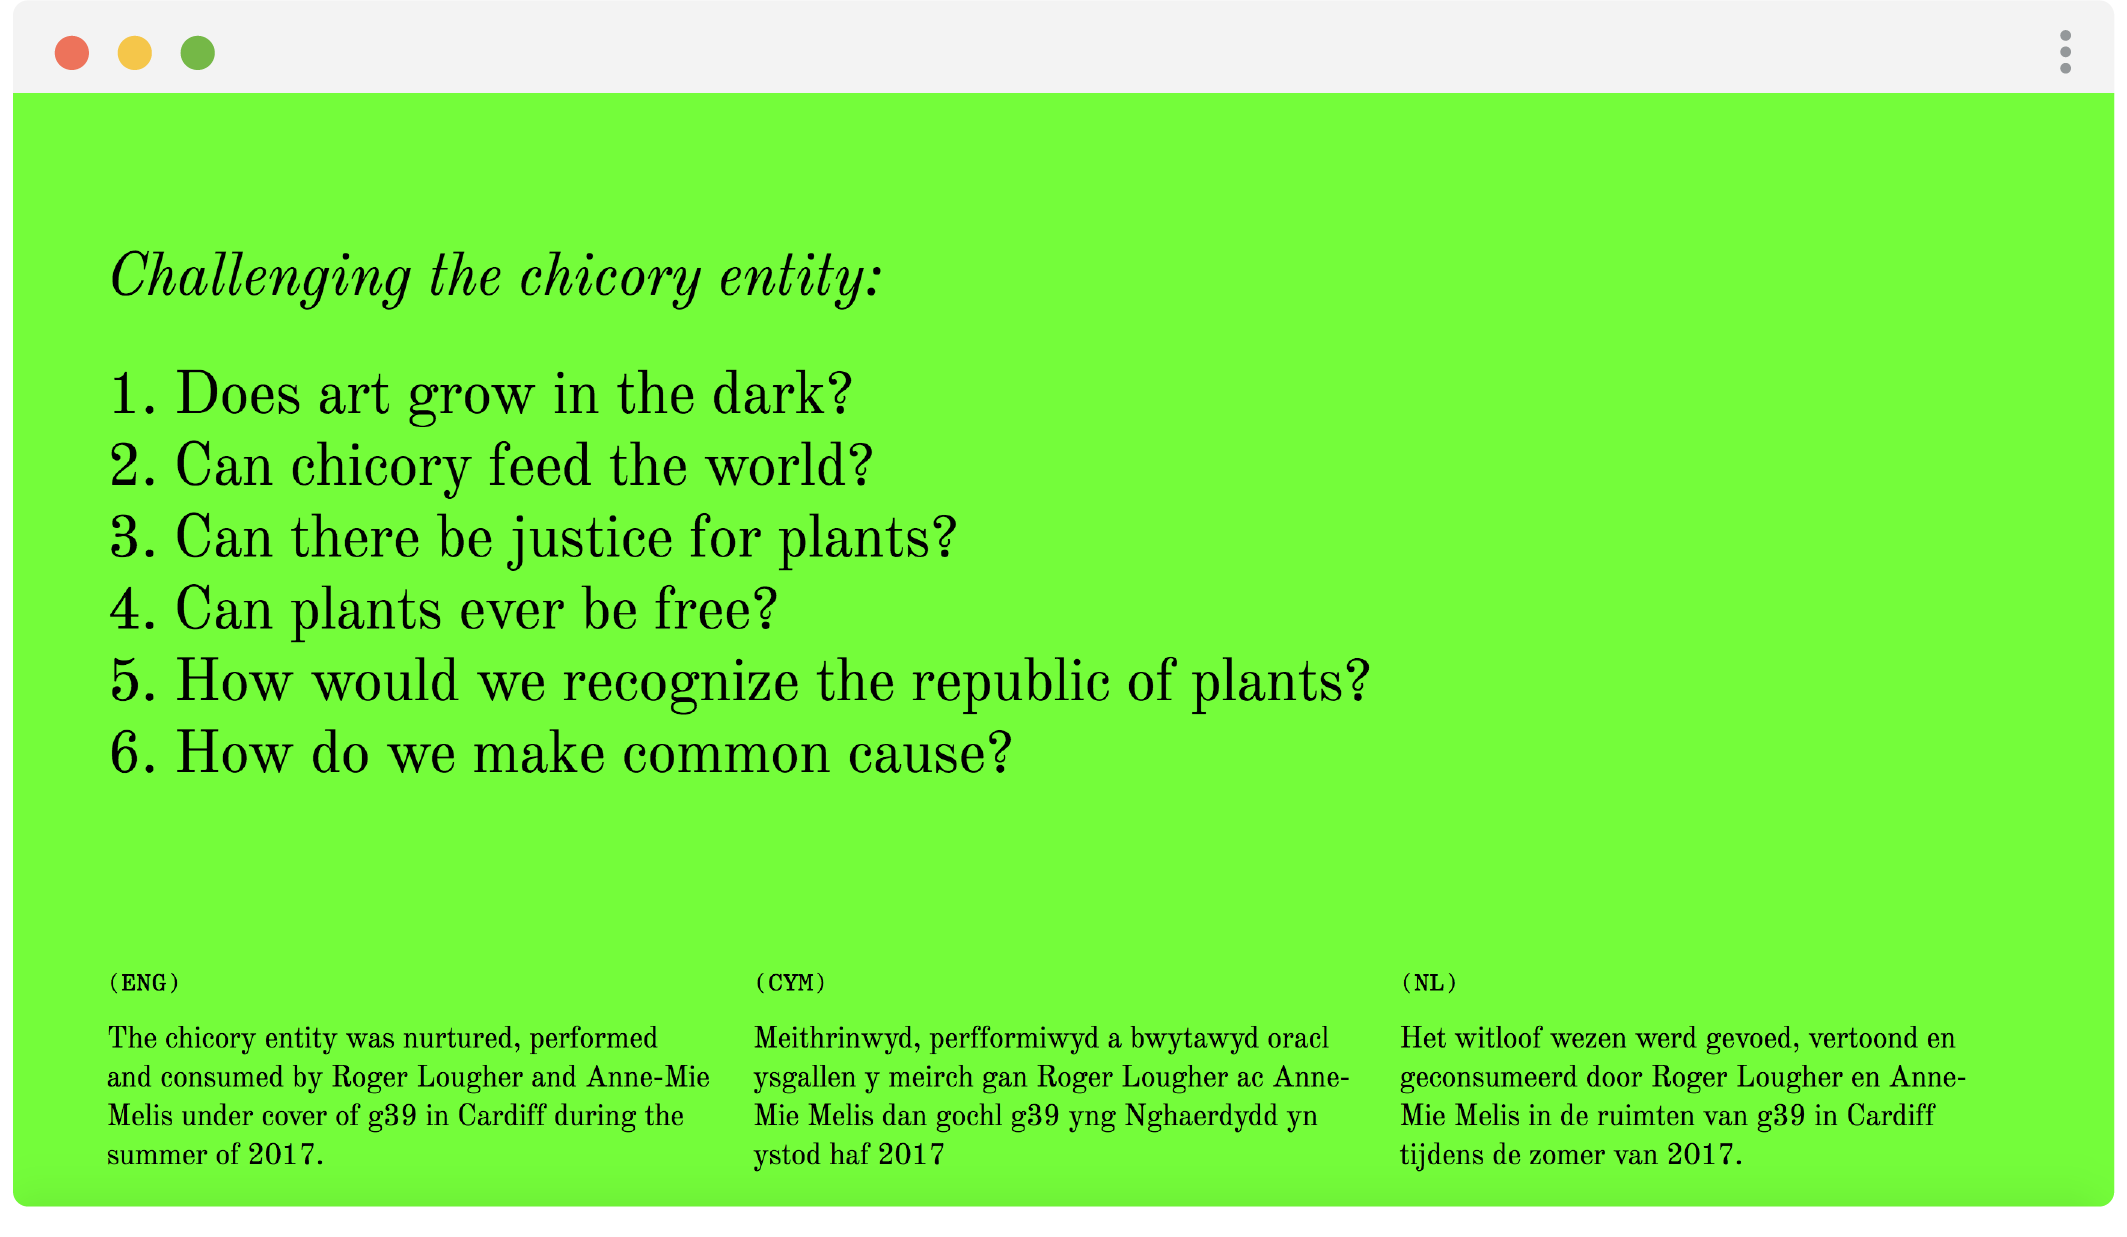 Challenging the chicory entity:
1. Does art grow in the dark?
2. Can chicory feed the world?
3. Can there be justice for plants?
4. Can plants ever be free?
5. How would we recognize the republic of plants?
6. How do we make common cause?
(ENG)
The chicory entity was nurtured, performed
and consumed by Roger Lougher and Anne-Mie
Melis under cover of g39 in Cardiff during the
summer of 2017.
(CYM)
Meithrinwyd, perfformiwyd a bwytawyd oracl
ysgallen y meirch gan Roger Lougher ac Anne-
Mie Melis dan gochl g39 yng Nghaerdydd yn
ystod haf 2017
(NL)
Het witloof wezen werd gevoed, vertoond en
geconsumeerd door Roger Lougher en Anne-
Mie Melis in de ruimten van g39 in Cardiff
tijdens de zomer van 2017.